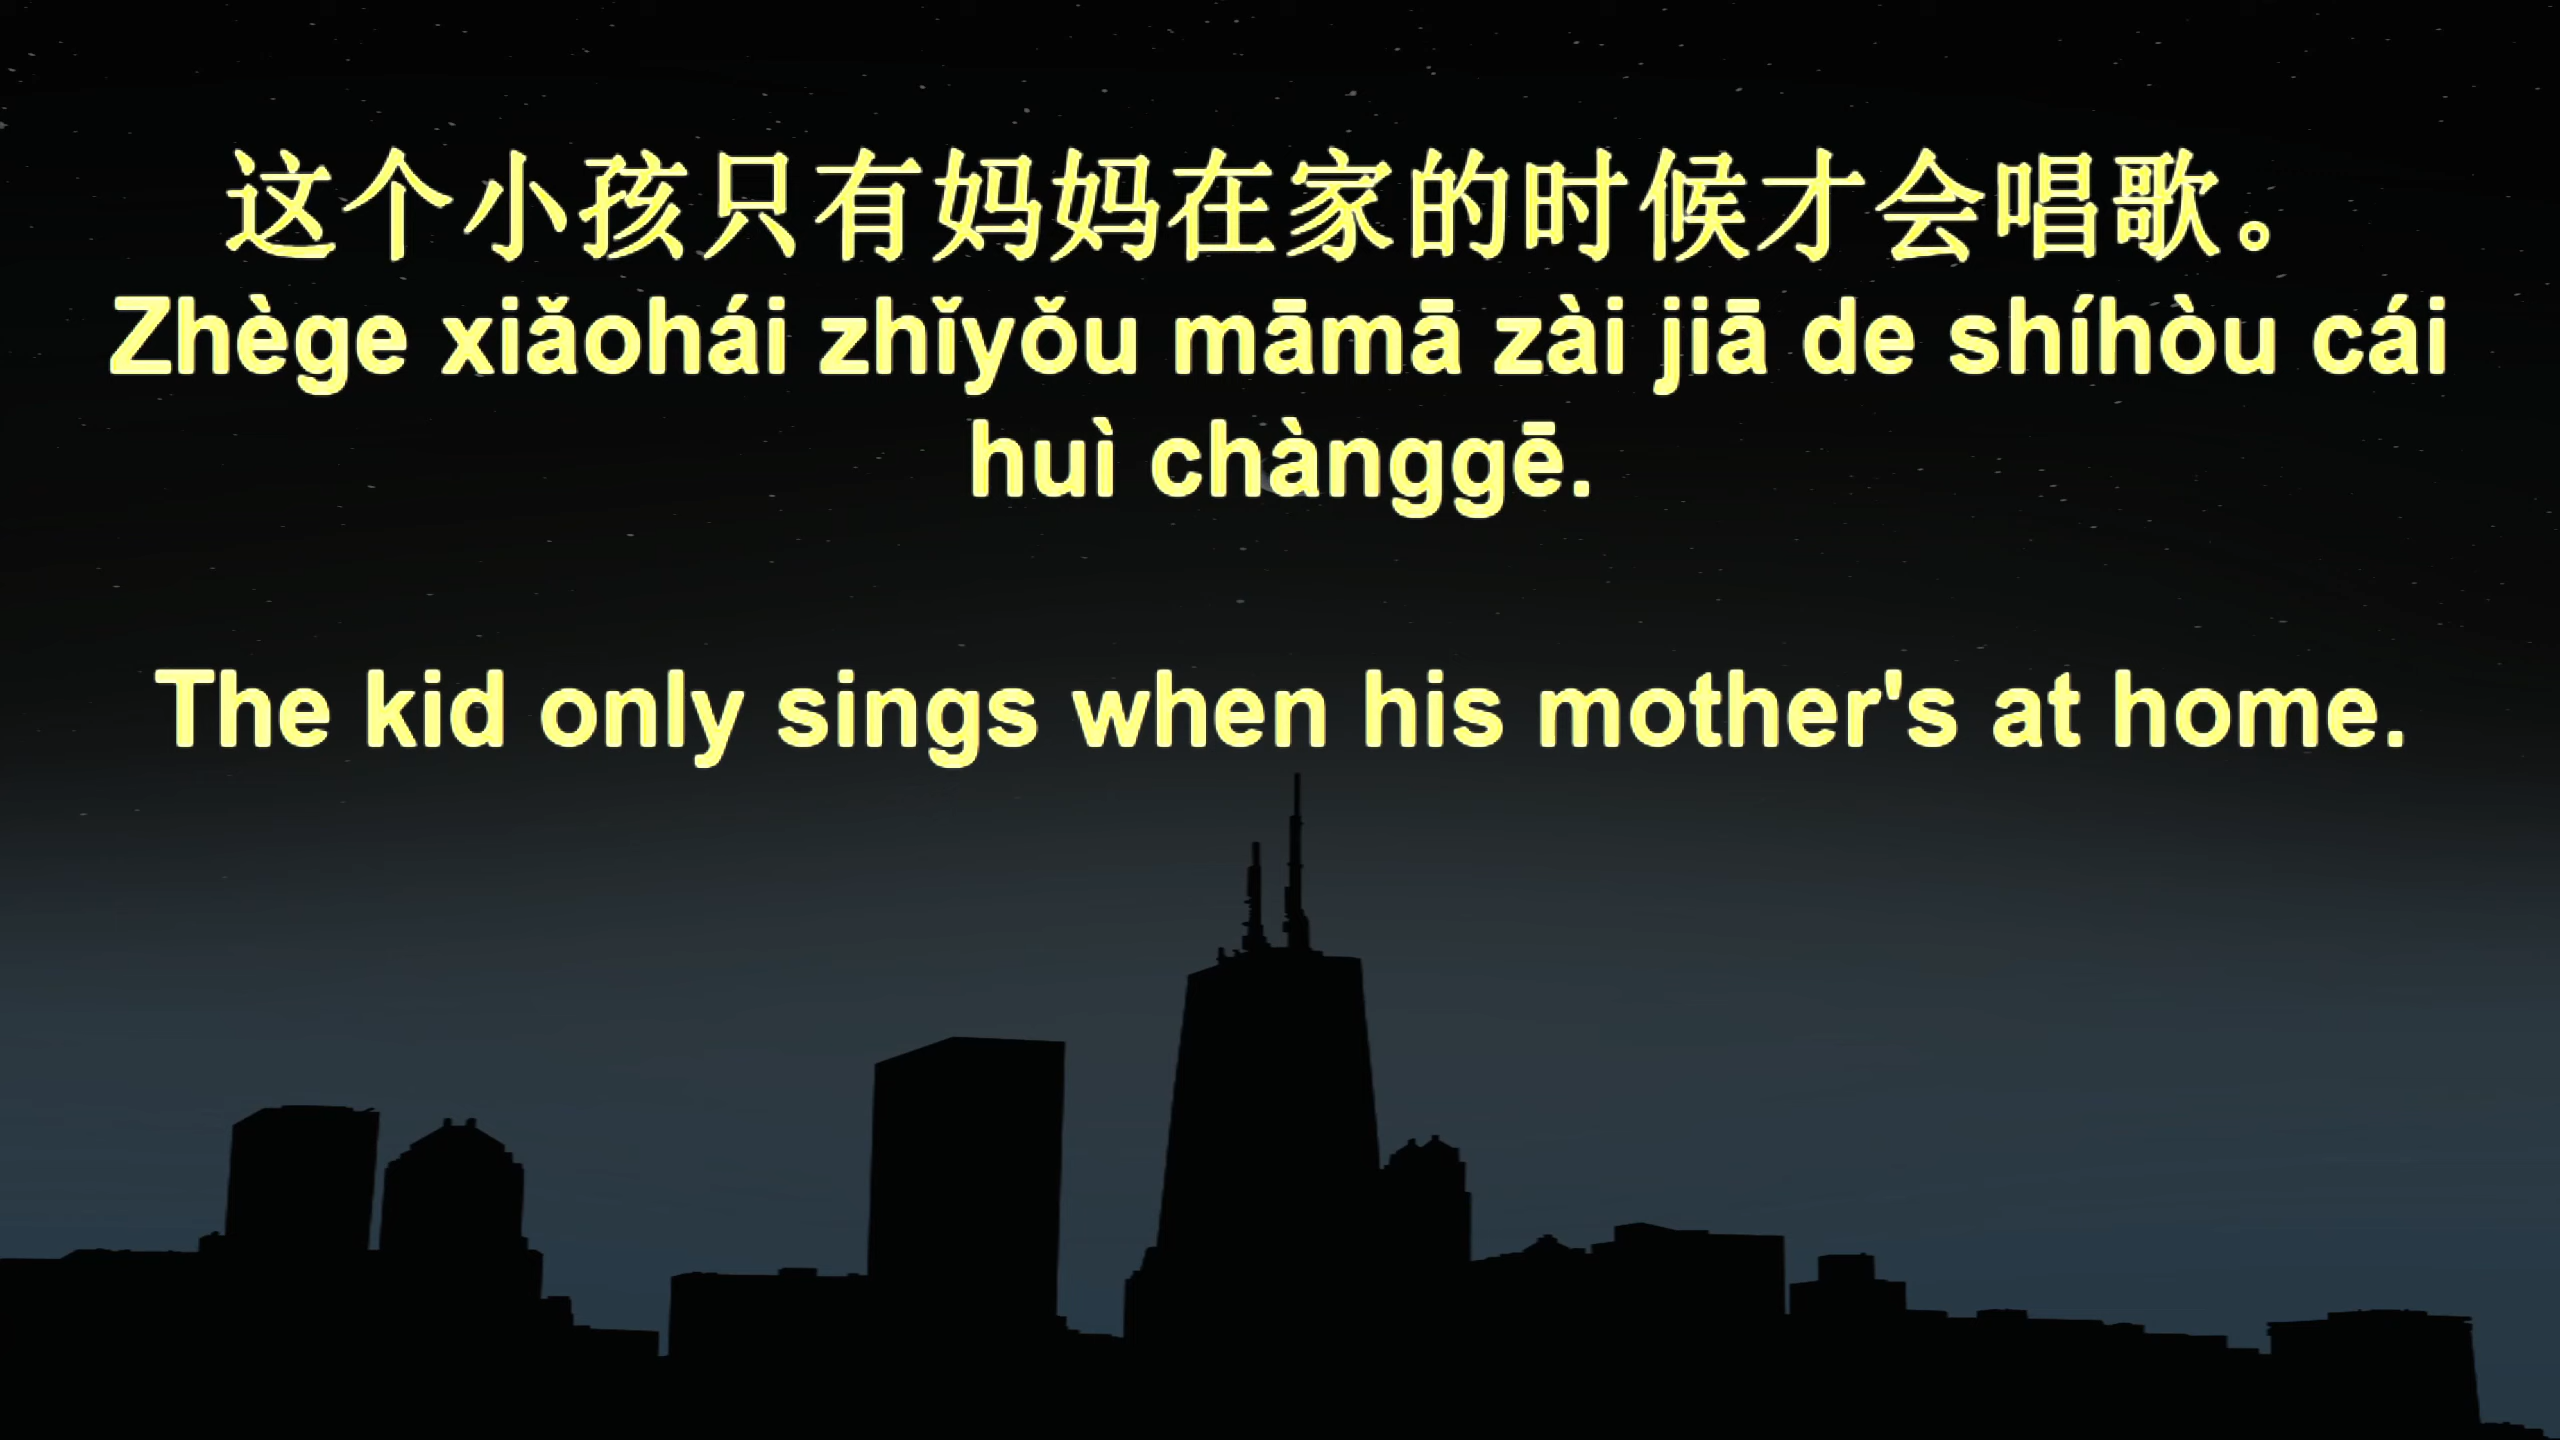 这个小孩只有妈妈在家的时候才会唱歌。
Zhège xiǎohái zhǐyǒu māmā zài jiā de shíhòu cái
huì chànggē.
The kid only sings when his mother's at home.